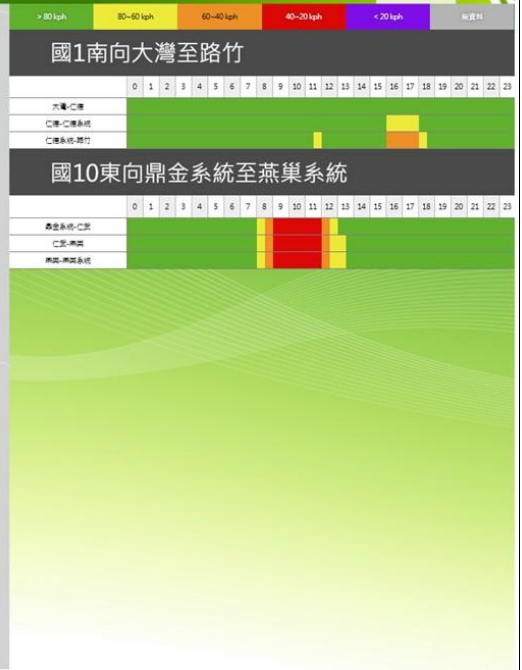 > 80 kph 80~60 kph 60~40 kph 40~20 kph < 20 kph 無資料
國1南向大灣至路竹
0 1 2 3 4 5 6 7 8 9 10 11 12 13 14 15 16 17 18 19 20 21 22 23
大灣-仁德
仁德-仁德系統
仁德系統-路竹
國10東向鼎金系統至燕巢系統
0 1 2 3 4 5 6 7 8 9 10 11 12 13 14 15 16 17 18 19 20 21 22 23
鼎金系統-仁武
仁武-燕巢
燕巢-燕巢系統